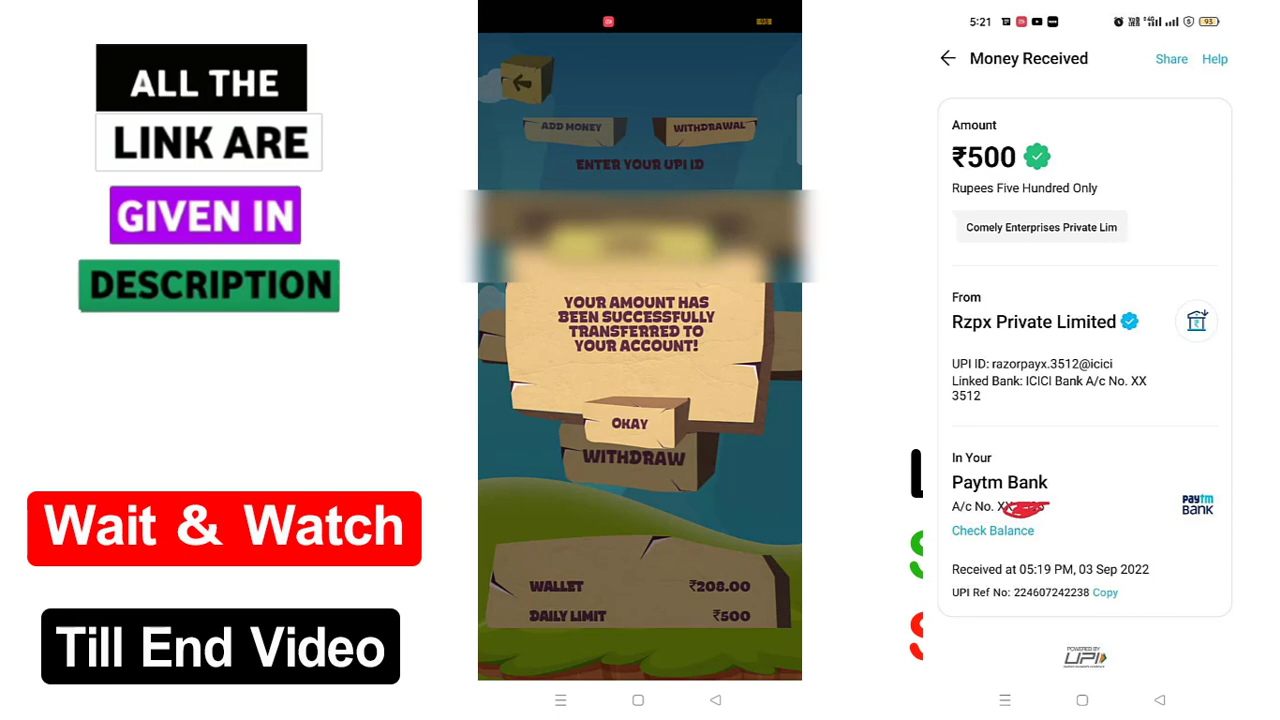 ALL THE
LINK ARE
GIVEN IN
DESCRIPTION
Wait & Watch
Till End Video
ADD MONEY
WITHDRAWAL
ENTER YOUR UPI ID
YOUR AMOUNT HAS
BEEN SUCCESSFULLY
TRANSFERRED TO
YOUR ACCOUNT!
OKAY
WITHDRAW
WALLET ₹208.00
DAILY LIMIT ₹500
5:21
93
Money Received
Share Help
Amount
₹500
Rupees Five Hundred Only
Comely Enterprises Private Lim
From
Rzpx Private Limited
UPI ID: razorpayx.3512@icici
Linked Bank: ICICI Bank A/c No. XX
3512
In Your
Paytm Bank
A/c No.
paytm
BANK
Check Balance
Received at 05:19 PM, 03 Sep 2022
UPI Ref No: 224607242238 Copy
POWERED BY
UPI